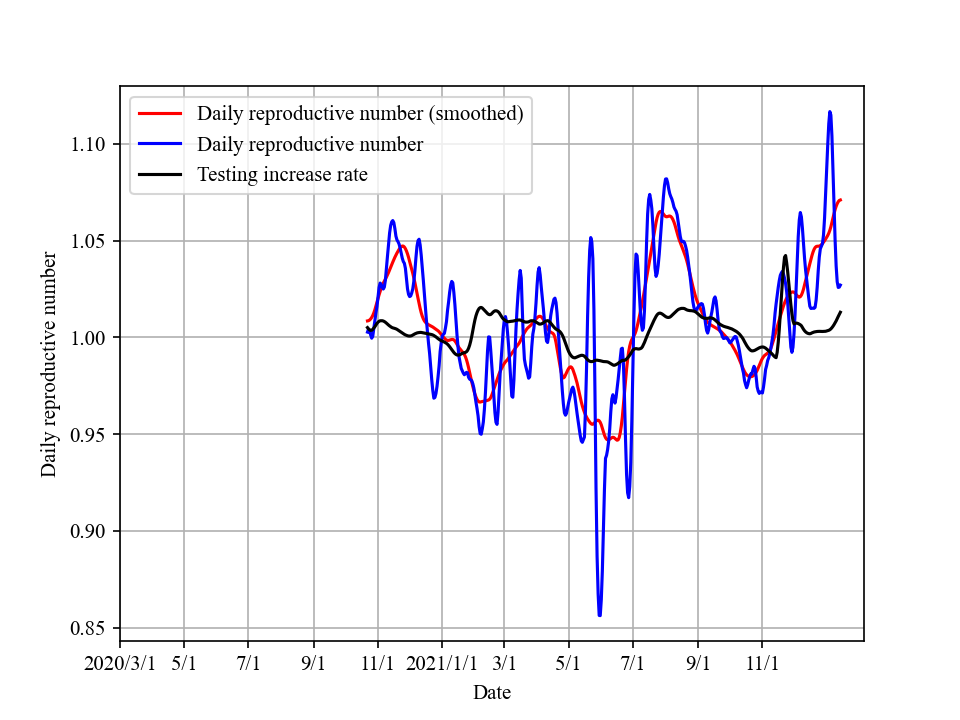 Daily reproductive number (smoothed)
Daily reproductive number
Testing increase rate
Daily reproductive number
1.10
1.05
1.00
0.95
0.90
0.85
2020/3/1 5/1 7/1 9/1 11/1 2021/1/1 3/1 5/1 7/1 9/1 11/1
Date